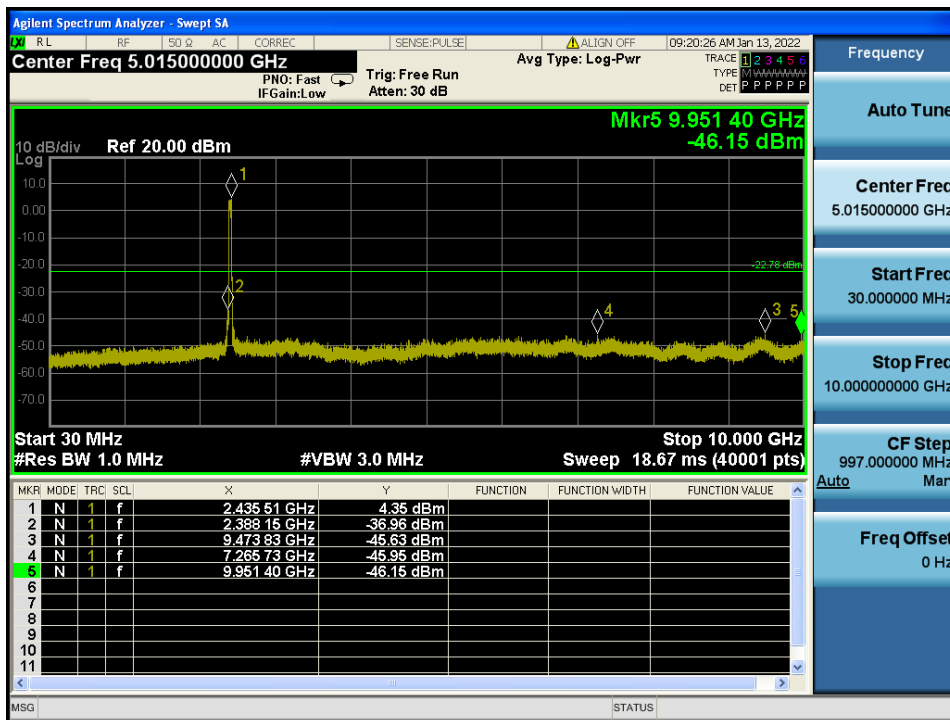 Agilent Spectrum Analyzer - Swept SA
LXI RL RF 50 Ω AC CORREC SENSE:PULSE ALIGN OFF 09:20:26 AM Jan 13, 2022
Center Freq 5.015000000 GHz
PNO: Fast
IFGain:Low
Trig: Free Run
Atten: 30 dB
Avg Type: Log-Pwr
TRACE 1 2 3 4 5 6
TYPE M WWWWW
DET P P P P P P
Mkr5 9.951 40 GHz
-46.15 dBm
10 dB/div Ref 20.00 dBm
Log
10.0
0.00
-10.0
-20.0
-30.0
-40.0
-50.0
-60.0
-70.0
1
2
4
3
5
-22.78 dBm
Start 30 MHz Stop 10.000 GHz
#Res BW 1.0 MHz #VBW 3.0 MHz Sweep 18.67 ms (40001 pts)
MKR MODE TRC SCL X Y FUNCTION FUNCTION WIDTH FUNCTION VALUE
1 N 1 f 2.435 51 GHz 4.35 dBm
2 N 1 f 2.388 15 GHz -36.96 dBm
3 N 1 f 9.473 83 GHz -45.63 dBm
4 N 1 f 7.265 73 GHz -45.95 dBm
5 N 1 f 9.951 40 GHz -46.15 dBm
6
7
8
9
10
11
MSG STATUS
Frequency
Auto Tune
Center Freq
5.015000000 GHz
Start Freq
30.000000 MHz
Stop Freq
10.000000000 GHz
CF Step
997.000000 MHz
Auto Man
Freq Offset
0 Hz